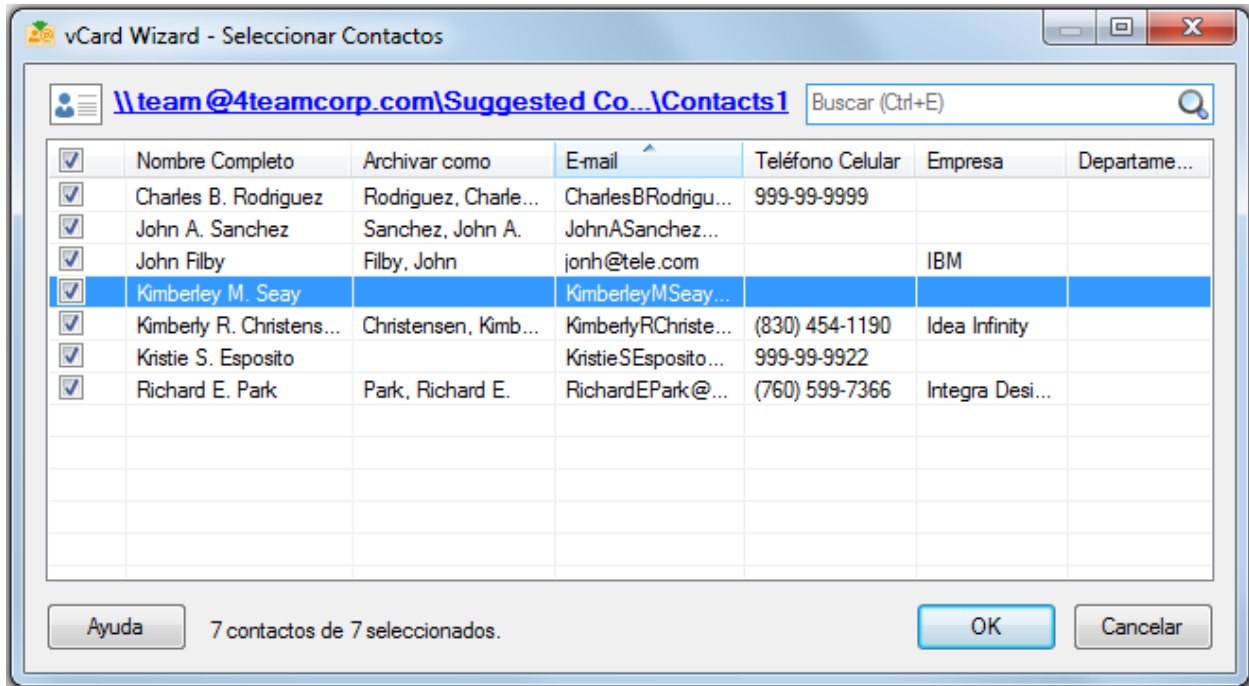 vCard Wizard - Seleccionar Contactos
\\team@4teamcorp.com\Suggested Co...\Contacts1 Buscar (Ctrl+E)
Nombre Completo Archivar como E-mail Teléfono Celular Empresa Departame...
Charles B. Rodriguez Rodriguez, Charle... CharlesBRodrigu... 999-99-9999
John A. Sanchez Sanchez, John A. JohnASanchez...
John Filby Filby, John jonh@tele.com IBM
Kimberley M. Seay KimberleyMSeay...
Kimberly R. Christens... Christensen, Kimb... KimberlyRChriste... (830) 454-1190 Idea Infinity
Kristie S. Esposito KristieSEsposito... 999-99-9922
Richard E. Park Park, Richard E. RichardEPark@... (760) 599-7366 Integra Desi...
Ayuda 7 contactos de 7 seleccionados. OK Cancelar